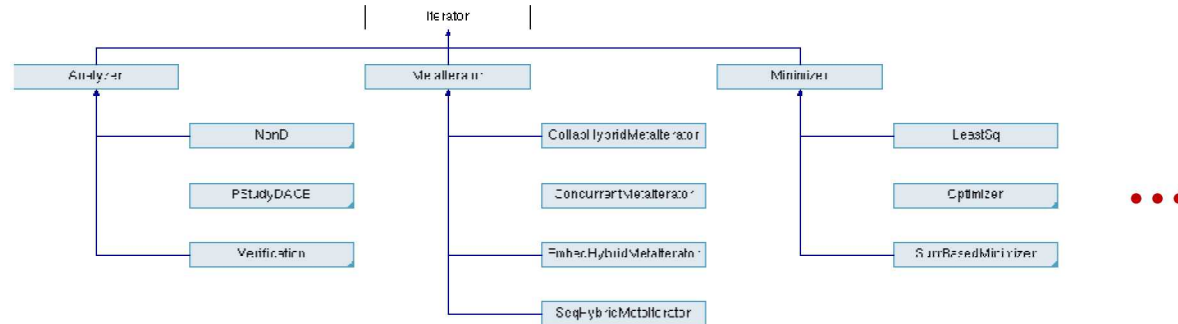 Iterator
Analyzer
MetaIterator
Minimizer
NonD
CollabHybridMetaIterator
LeastSq
PStudyDACE
ConcurrentMetaIterator
Optimizer
Verification
EmbedHybridMetaIterator
SurrBasedMinimizer
SeqHybridMetaIterator